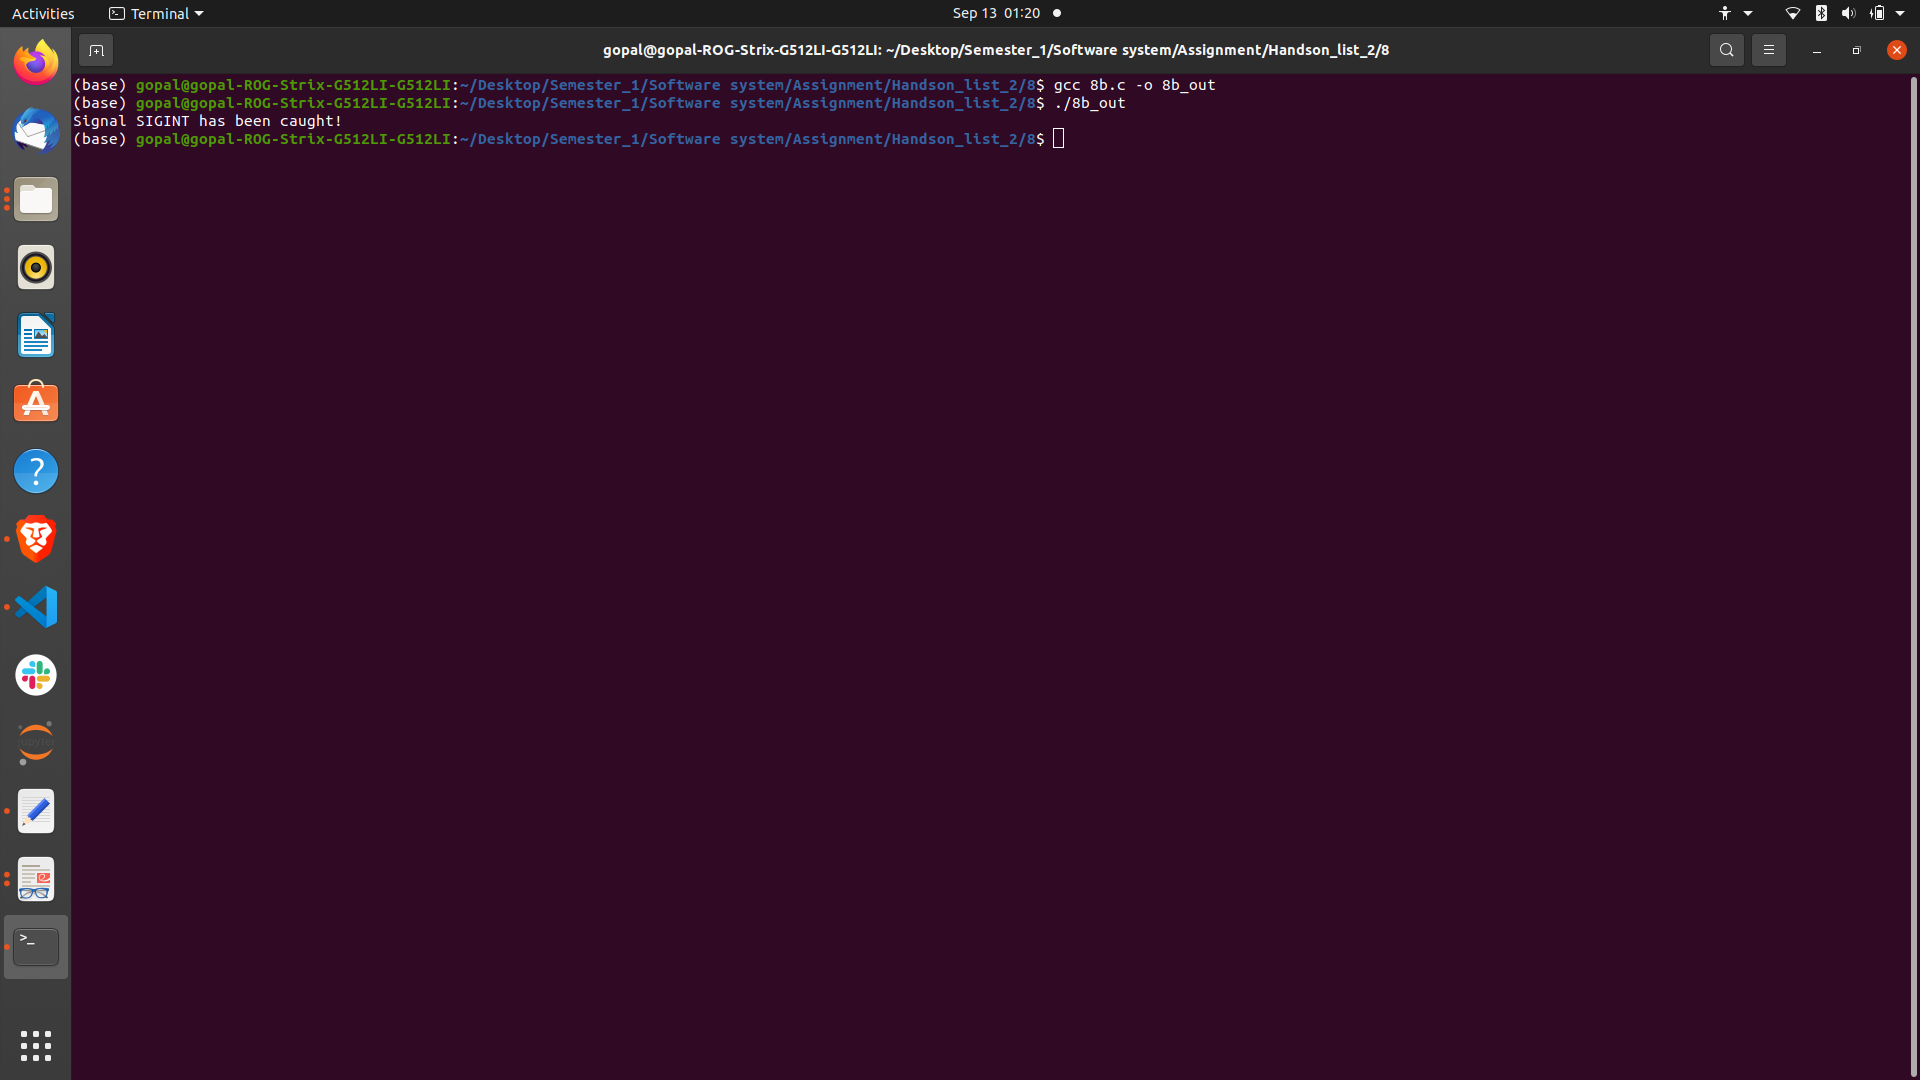 Activities Terminal Sep 13 01:20
gopal@gopal-ROG-Strix-G512LI-G512LI: ~/Desktop/Semester_1/Software system/Assignment/Handson_list_2/8
(base) gopal@gopal-ROG-Strix-G512LI-G512LI:~/Desktop/Semester_1/Software system/Assignment/Handson_list_2/8$ gcc 8b.c -o 8b_out
(base) gopal@gopal-ROG-Strix-G512LI-G512LI:~/Desktop/Semester_1/Software system/Assignment/Handson_list_2/8$ ./8b_out
Signal SIGINT has been caught!
(base) gopal@gopal-ROG-Strix-G512LI-G512LI:~/Desktop/Semester_1/Software system/Assignment/Handson_list_2/8$
?
jupyter
>_